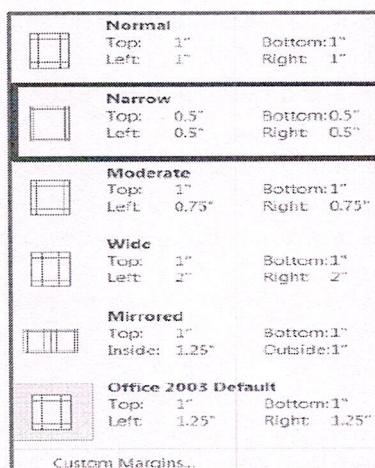 Normal
Top: 1" Bottom: 1"
Left: 1" Right: 1"
Narrow
Top: 0.5" Bottom: 0.5"
Left: 0.5" Right: 0.5"
Moderate
Top: 1" Bottom: 1"
Left: 0.75" Right: 0.75"
Wide
Top: 1" Bottom: 1"
Left: 2" Right: 2"
Mirrored
Top: 1" Bottom: 1"
Inside: 1.25" Outside: 1"
Office 2003 Default
Top: 1" Bottom: 1"
Left: 1.25" Right: 1.25"
Custom Margins...